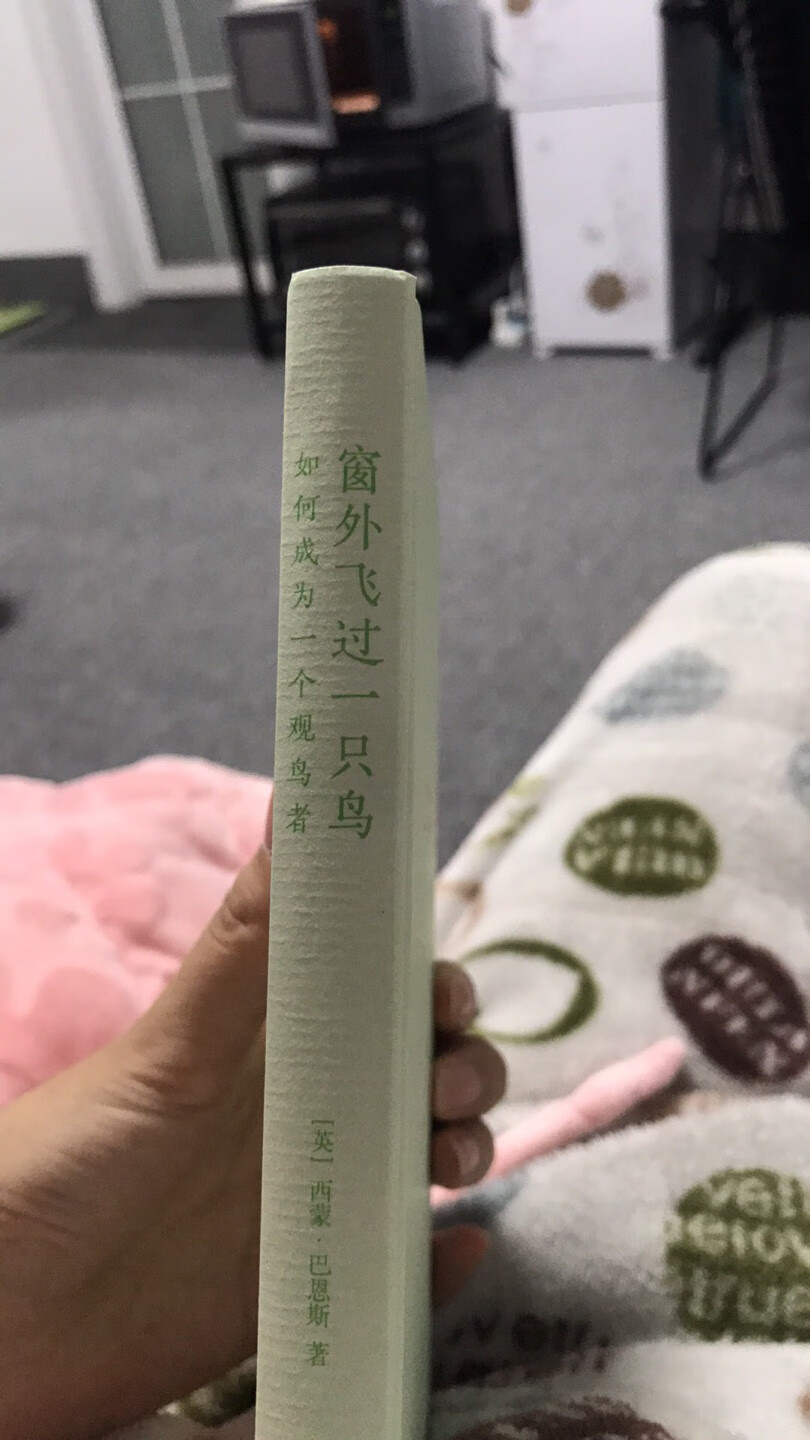 窗外飞过一只鸟
如何成为一个观鸟者
[英] 西蒙·巴恩斯 著